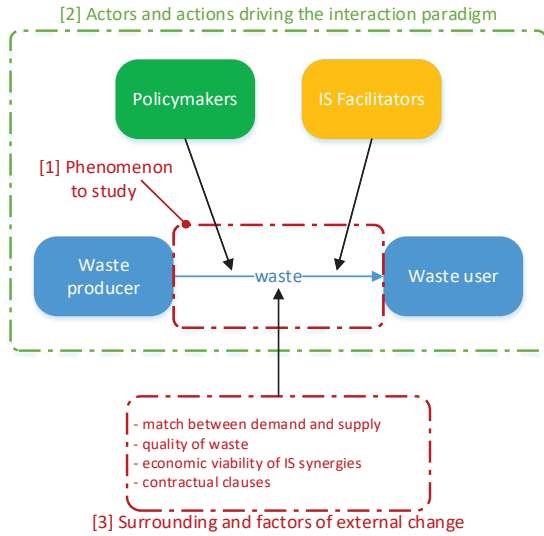 [2] Actors and actions driving the interaction paradigm
Policymakers
IS Facilitators
[1] Phenomenon
to study
Waste
producer
waste
Waste user
- match between demand and supply
- quality of waste
- economic viability of IS synergies
- contractual clauses
[3] Surrounding and factors of external change